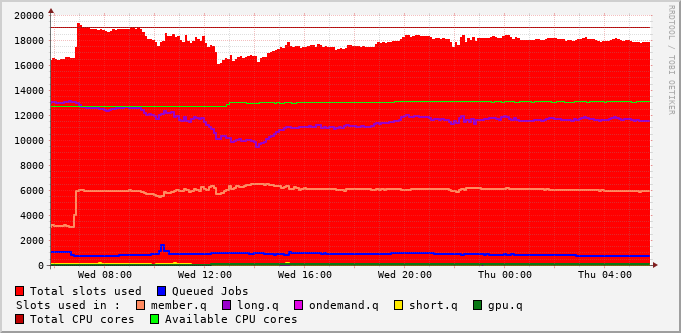 20000
18000
16000
14000
12000
10000
8000
6000
4000
2000
0
Wed 08:00 Wed 12:00 Wed 16:00 Wed 20:00 Thu 00:00 Thu 04:00
Total slots used Queued Jobs
Slots used in : member.q long.q ondemand.q short.q gpu.q
Total CPU cores Available CPU cores
RRDTOOL / TOBI OETIKER